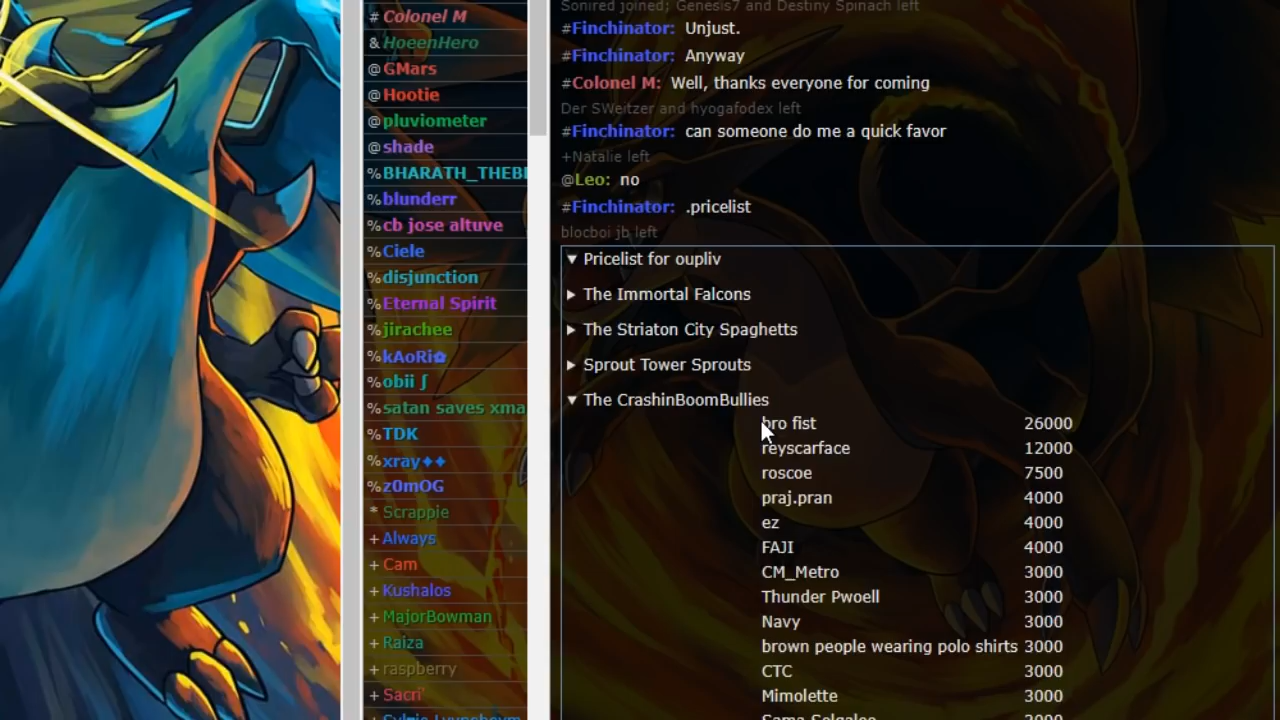 # Colonel M
& HoeenHero
@ GMars
@ Hootie
@ pluviometer
@ shade
% BHARATH_THEBE
% blunderr
% cb jose altuve
% Ciele
% disjunction
% Eternal Spirit
% jirachee
% kAoRi✿
% obii ∫
% satan saves xma
% TDK
% xray✦✦
% z0mOG
* Scrappie
+ Always
+ Cam
+ Kushalos
+ MajorBowman
+ Raiza
+ raspberry
+ Sacri'
Sonired joined; Genesis7 and Destiny Spinach left
#Finchinator: Unjust.
#Finchinator: Anyway
#Colonel M: Well, thanks everyone for coming
Der SWeitzer and hyogafodex left
#Finchinator: can someone do me a quick favor
+Natalie left
@Leo: no
#Finchinator: .pricelist
blocboi jb left
▼ Pricelist for oupliv
▶ The Immortal Falcons
▶ The Striaton City Spaghetts
▶ Sprout Tower Sprouts
▼ The CrashinBoomBullies
bro fist 26000
reyscarface 12000
roscoe 7500
praj.pran 4000
ez 4000
FAJI 4000
CM_Metro 3000
Thunder Pwoell 3000
Navy 3000
brown people wearing polo shirts 3000
CTC 3000
Mimolette 3000